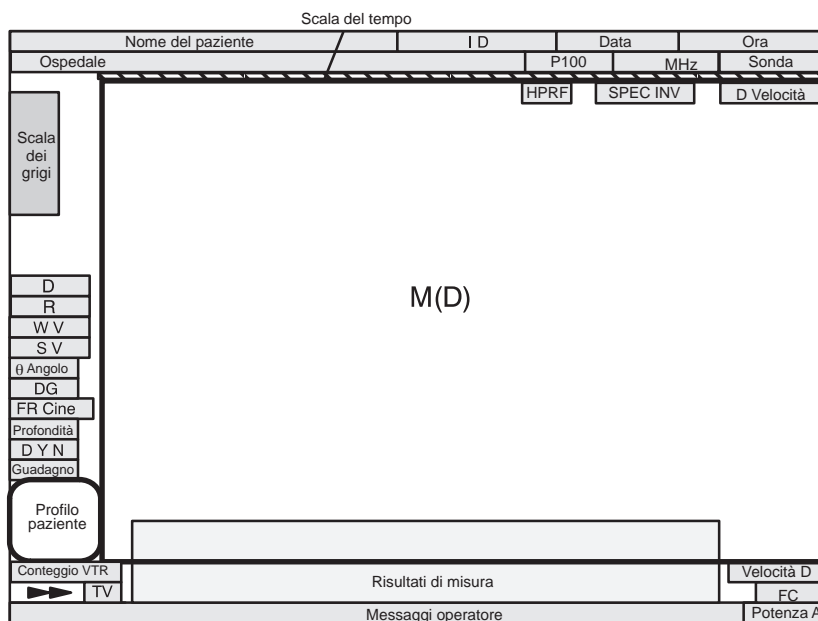 Scala del tempo
Nome del paziente I D Data Ora
Ospedale P100 MHz Sonda
HPRF SPEC INV D Velocità
Scala
dei
grigi
D
R
W V
S V
θ Angolo
DG
FR Cine
Profondità
D Y N
Guadagno
M(D)
Profilo
paziente
Conteggio VTR
TV
Risultati di misura
Velocità D
FC
Messaggi operatore
Potenza A